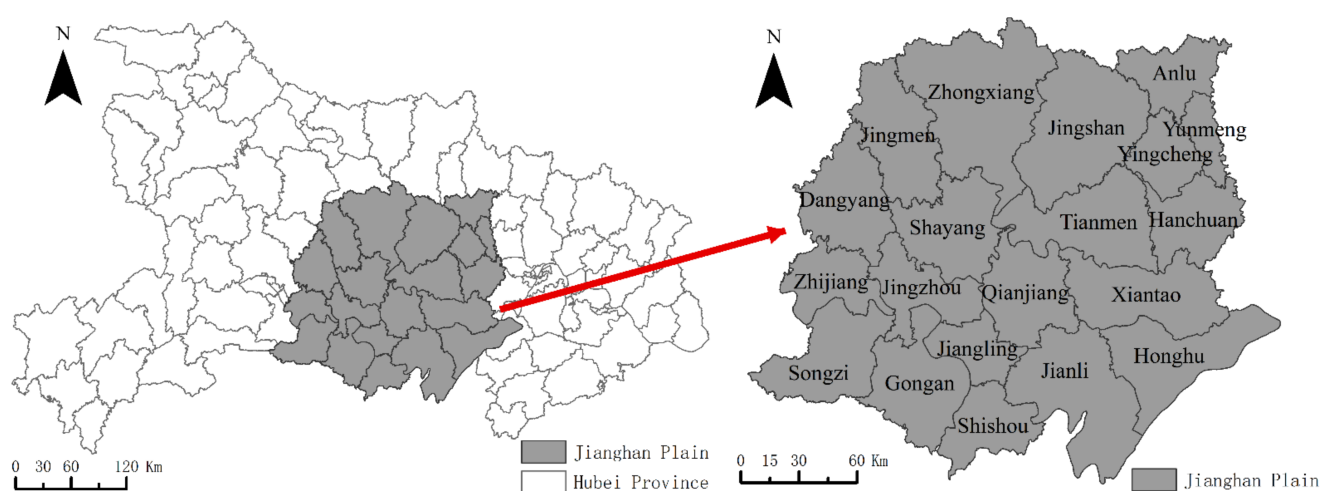 N
Jianghan Plain
Hubei Province
0 30 60 120 Km
N
Anlu
Zhongxiang
Jingshan
Yunmeng
Jingmen
Yingcheng
Dangyang
Tianmen
Hanchuan
Shayang
Zhijiang
Jingzhou
Qianjiang
Xiantao
Jiangling
Honghu
Songzi
Gongan
Jianli
Shishou
0 15 30 60 Km
Jianghan Plain